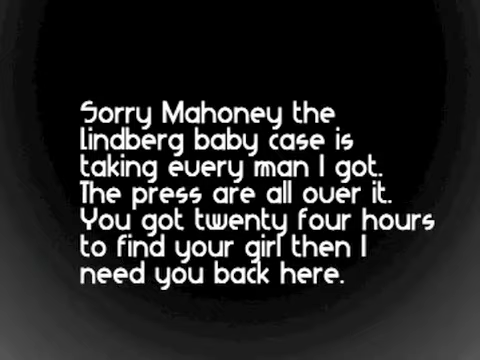 Sorry Mahoney the
lindberg baby case is
taking every man I got.
The press are all over it.
You got twenty four hours
to find your girl then I
need you back here.